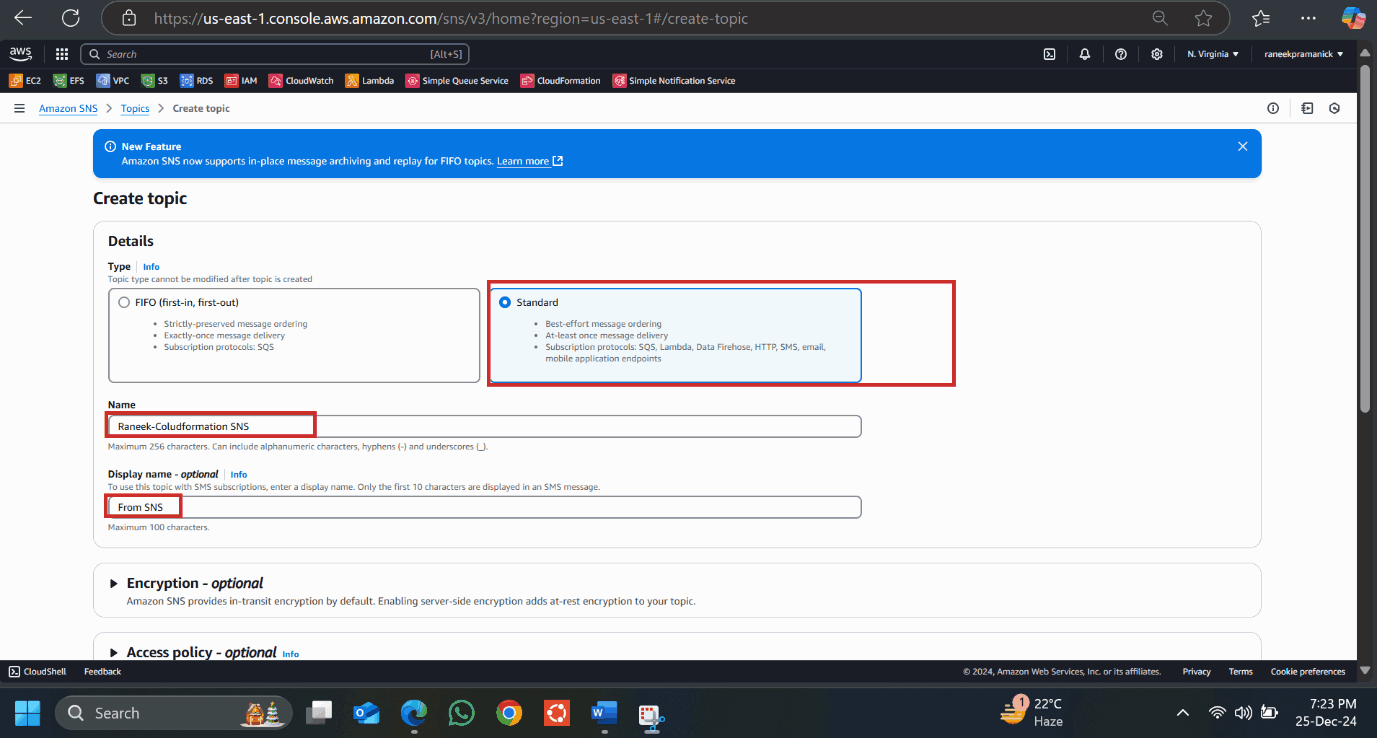 https://us-east-1.console.aws.amazon.com/sns/v3/home?region=us-east-1#/create-topic
aws Search [Alt+S] N. Virginia raneekpramanick
EC2 EFS VPC S3 RDS IAM CloudWatch Lambda Simple Queue Service CloudFormation Simple Notification Service
Amazon SNS Topics Create topic
New Feature
Amazon SNS now supports in-place message archiving and replay for FIFO topics. Learn more
Create topic
Details
Type Info
Topic type cannot be modified after topic is created
FIFO (first-in, first-out)
• Strictly-preserved message ordering
• Exactly-once message delivery
• Subscription protocols: SQS
Standard
• Best-effort message ordering
• At-least once message delivery
• Subscription protocols: SQS, Lambda, Data Firehose, HTTP, SMS, email,
mobile application endpoints
Name
Raneek-Coludformation SNS
Maximum 256 characters. Can include alphanumeric characters, hyphens (-) and underscores (_).
Display name - optional Info
To use this topic with SMS subscriptions, enter a display name. Only the first 10 characters are displayed in an SMS message.
From SNS
Maximum 100 characters.
Encryption - optional
Amazon SNS provides in-transit encryption by default. Enabling server-side encryption adds at-rest encryption to your topic.
Access policy - optional Info
CloudShell Feedback © 2024, Amazon Web Services, Inc. or its affiliates. Privacy Terms Cookie preferences
Search 1 22°C 7:23 PM
Haze 25-Dec-24